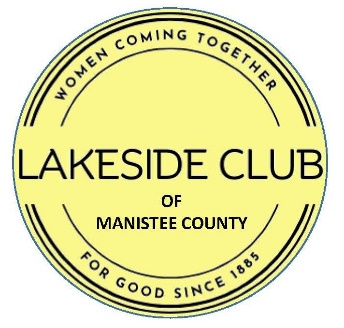 WOMEN COMING TOGETHER
LAKESIDE CLUB
OF
MANISTEE COUNTY
FOR GOOD SINCE 1885